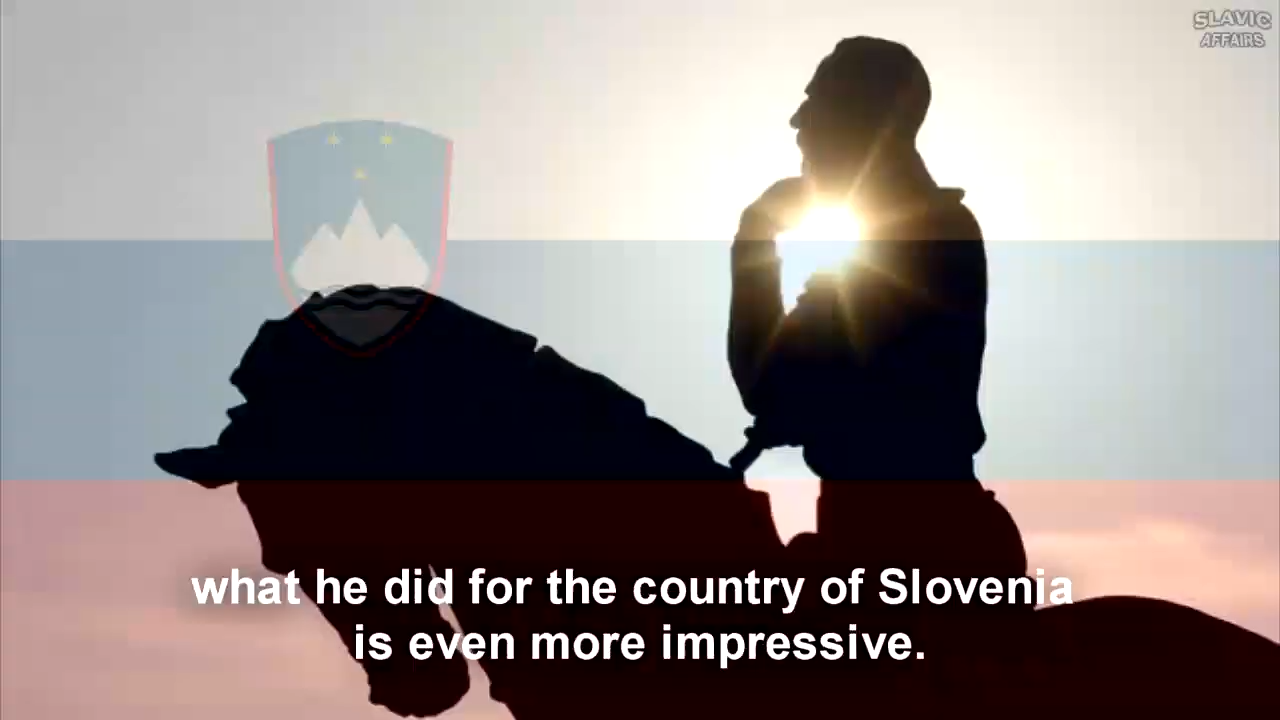 SLAVIC
AFFAIRS
what he did for the country of Slovenia
is even more impressive.